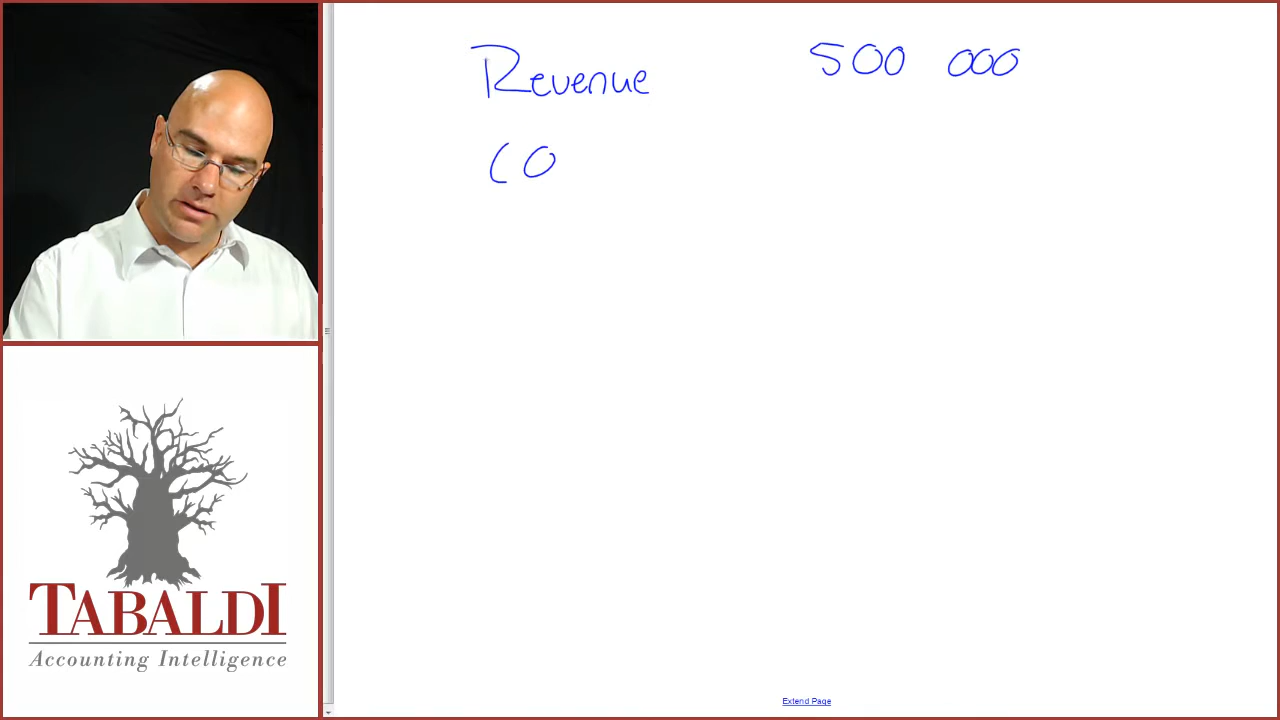 Revenue 500 000
CO
TABALDI
Accounting Intelligence
Extend Page